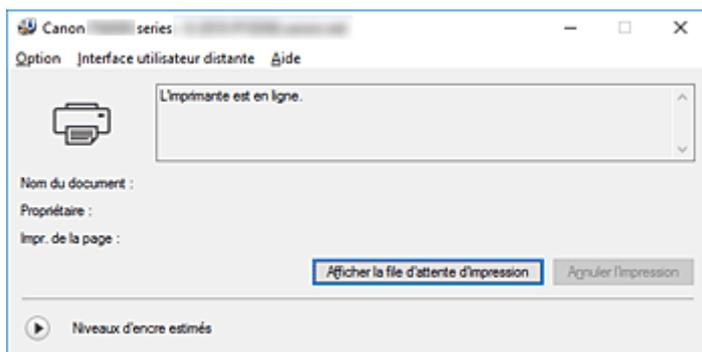 Canon series
Option Interface utilisateur distante Aide
L'imprimante est en ligne.
Nom du document :
Propriétaire :
Impr. de la page :
Afficher la file d'attente d'impression Annuler l'impression
Niveaux d'encre estimés